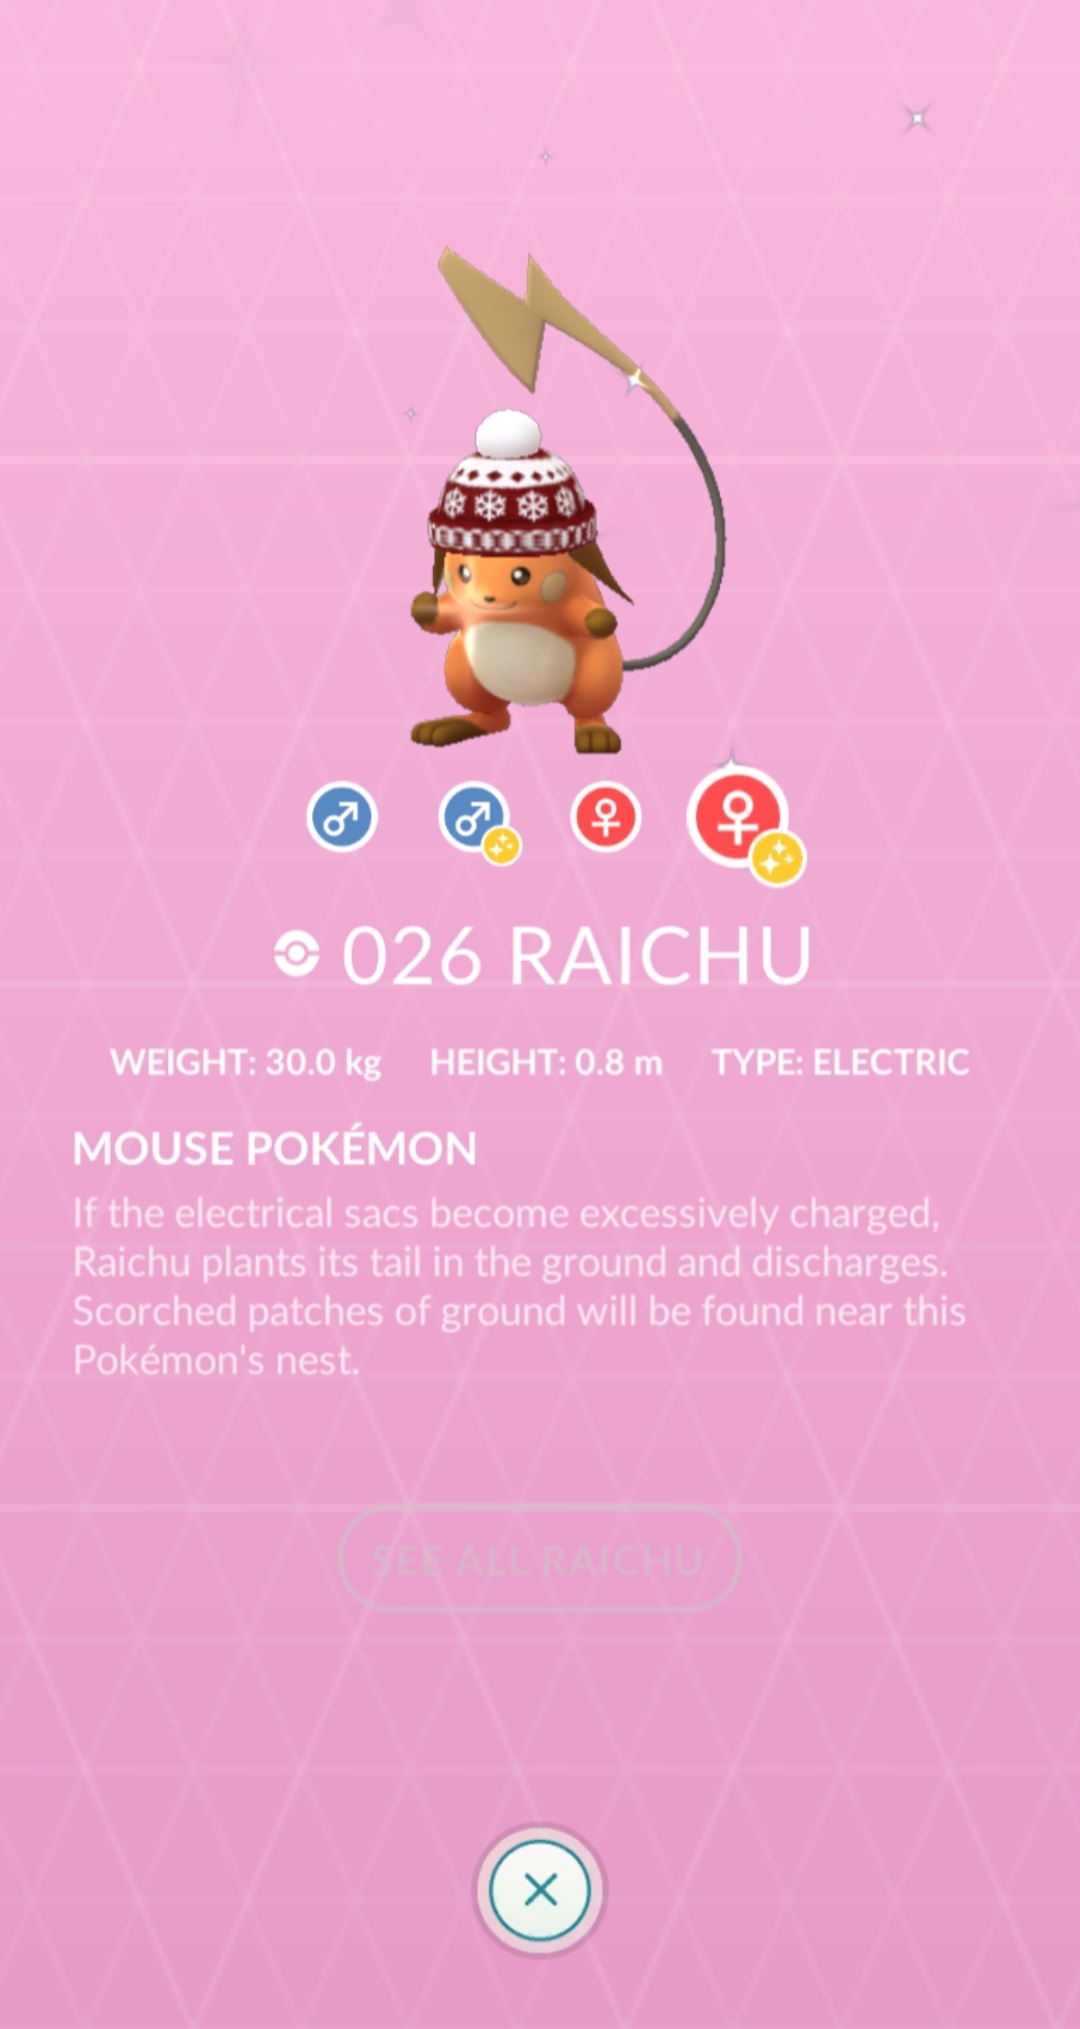 026 RAICHU
WEIGHT: 30.0 kg HEIGHT: 0.8 m TYPE: ELECTRIC
MOUSE POKÉMON
If the electrical sacs become excessively charged,
Raichu plants its tail in the ground and discharges.
Scorched patches of ground will be found near this
Pokémon's nest.
SEE ALL RAICHU